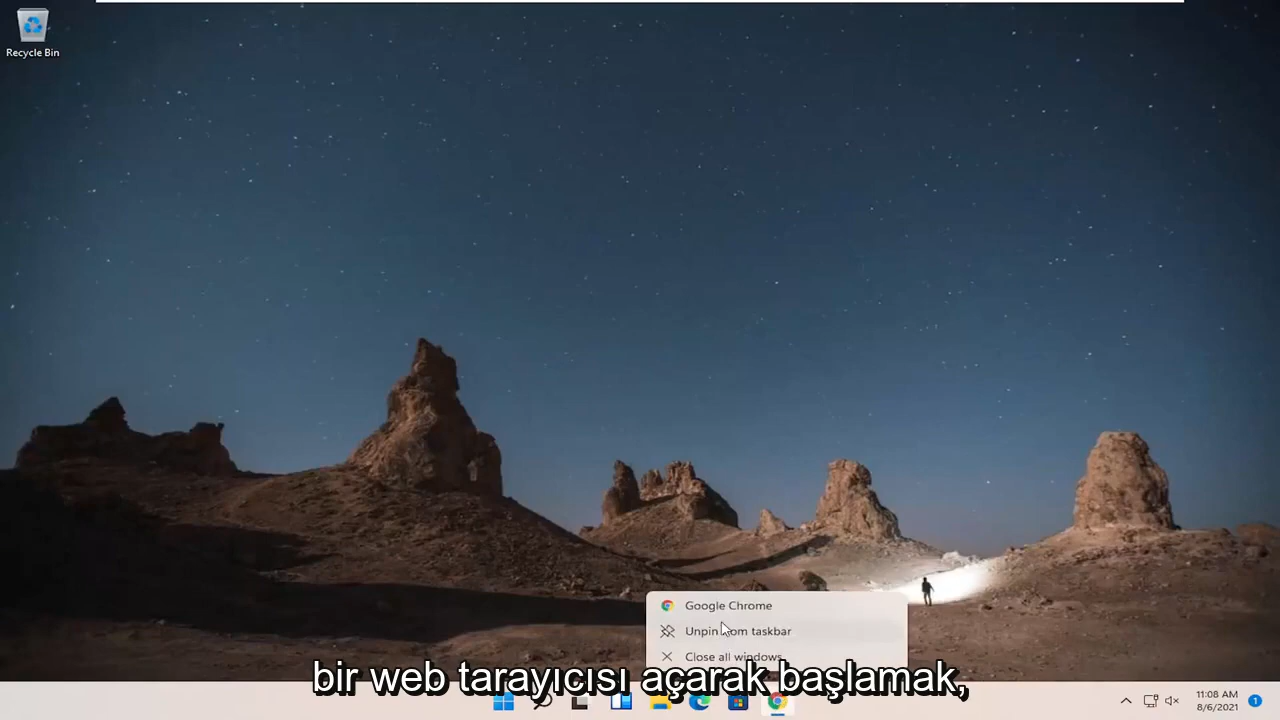 Recycle Bin
Google Chrome
Unpin from taskbar
Close all windows
bir web tarayıcısı açarak başlamak,
11:08 AM
8/6/2021
1